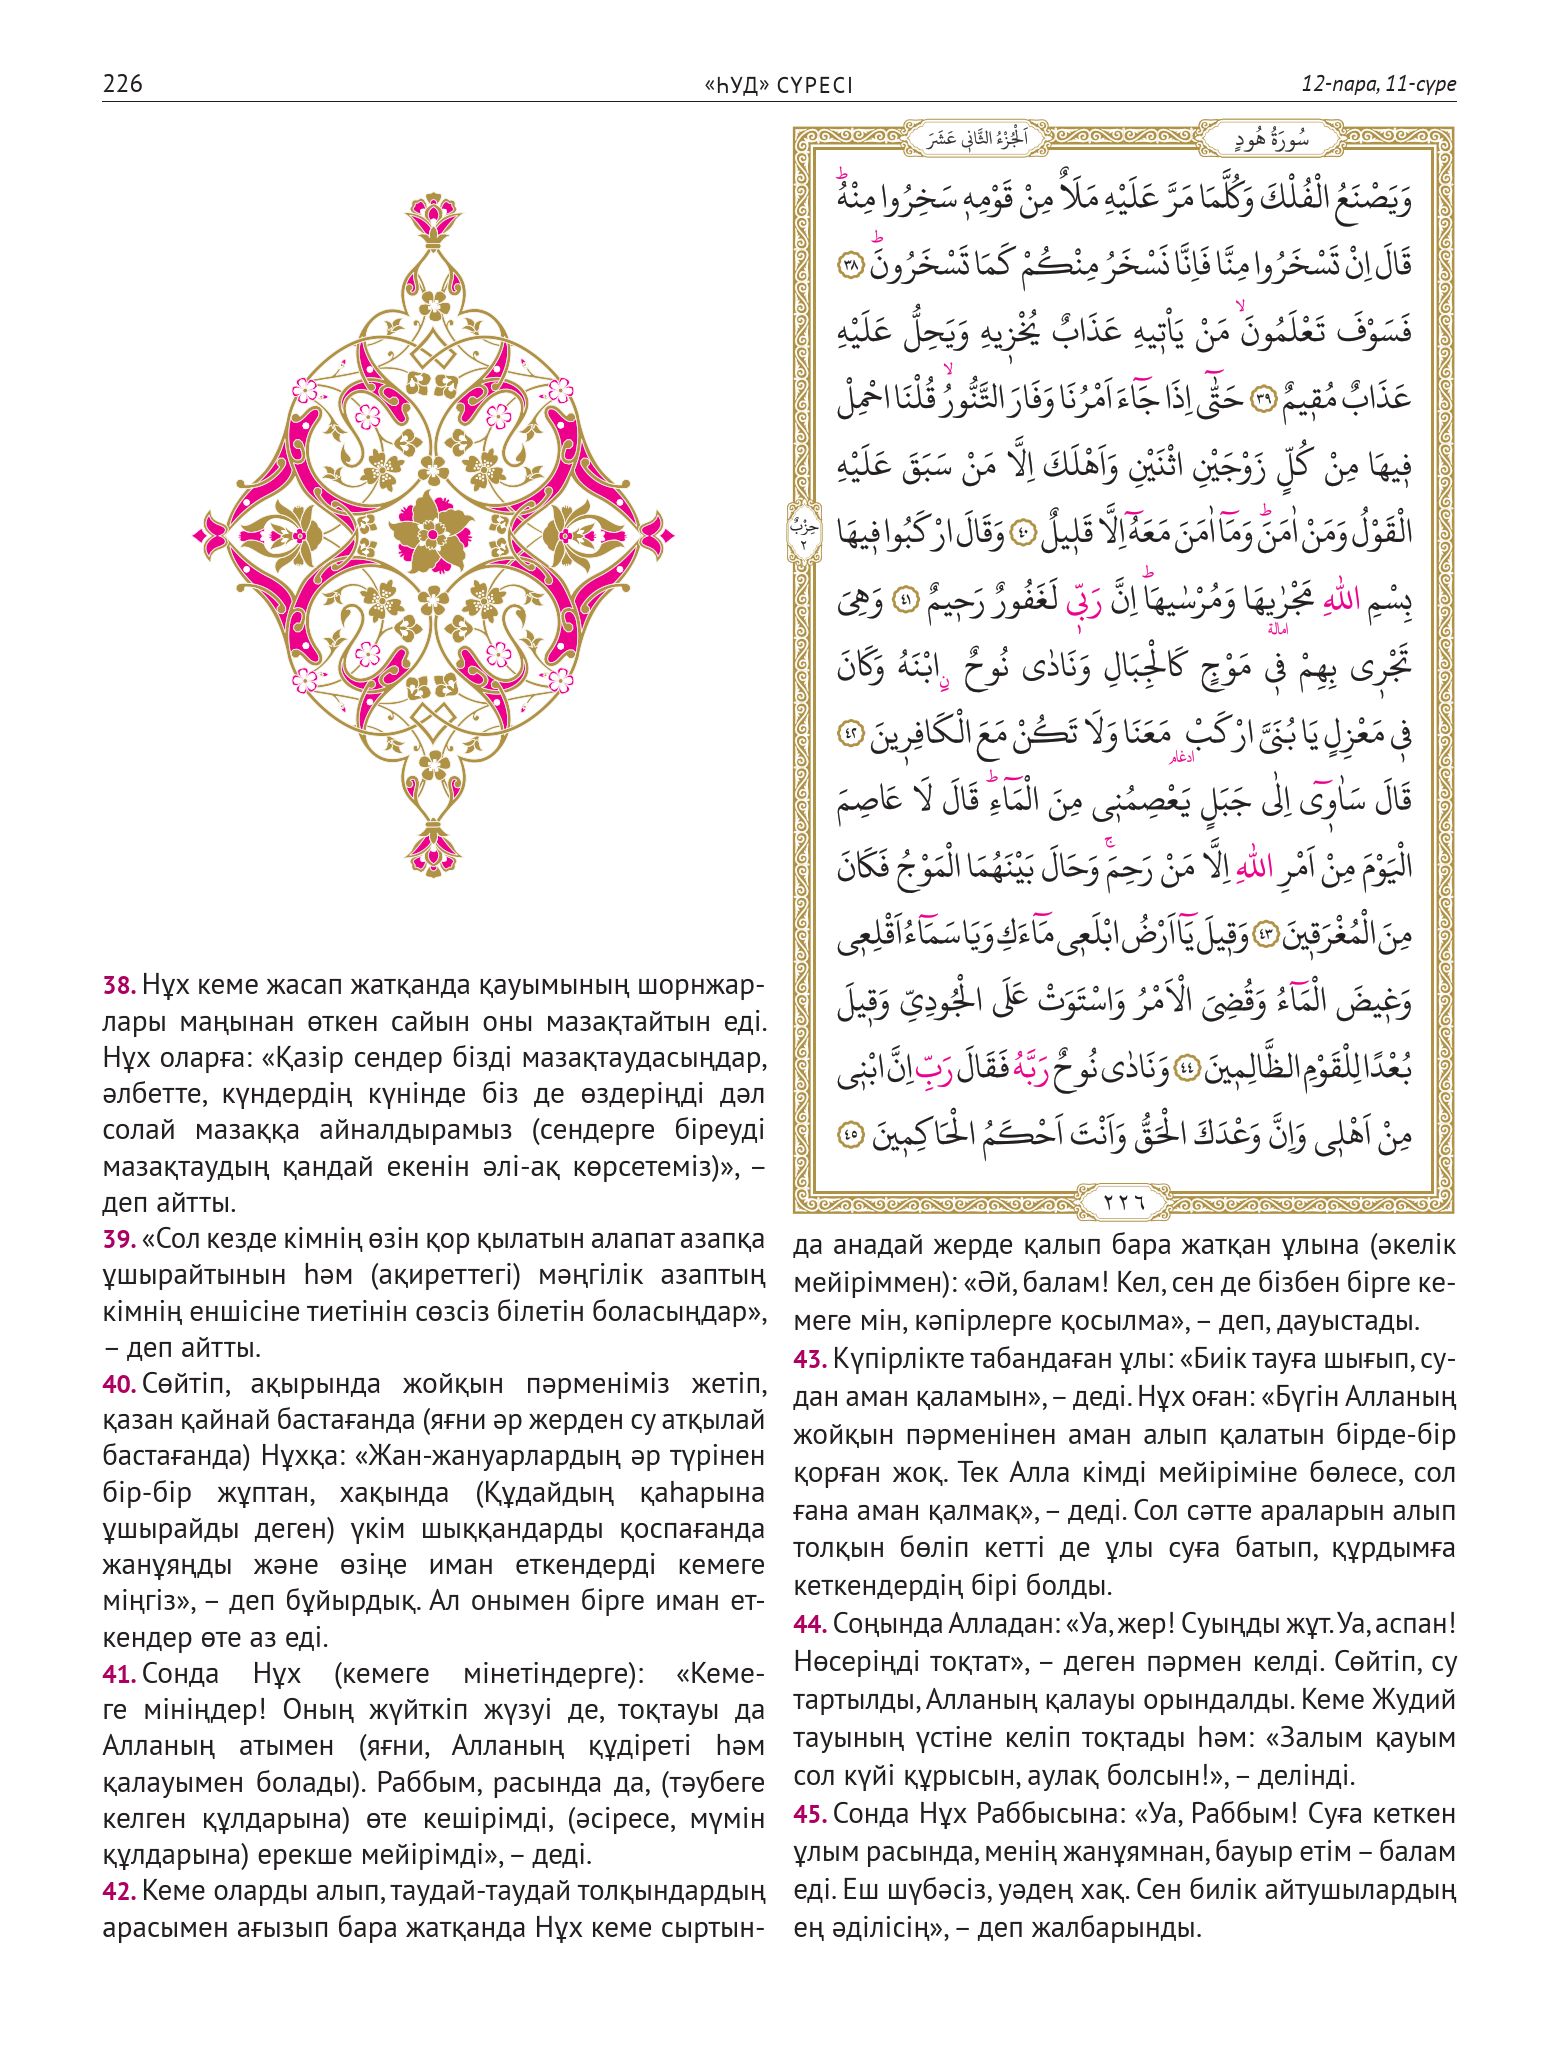 226
«ҺУД» СҮРЕСІ
12-пара, 11-сүре
38. Нұх кеме жасап жатқанда қауымының шорнжар-
лары маңынан өткен сайын оны мазақтайтын еді.
Нұх оларға: «Қазір сендер бізді мазақтаудасыңдар,
әлбетте, күндердің күнінде біз де өздеріңді дәл
солай мазаққа айналдырамыз (сендерге біреуді
мазақтаудың қандай екенін әлі-ақ көрсетеміз)», –
деп айтты.
39. «Сол кезде кімнің өзін қор қылатын алапат азапқа
ұшырайтынын һәм (ақиреттегі) мәңгілік азаптың
кімнің еншісіне тиетінін сөзсіз білетін боласыңдар»,
– деп айтты.
40. Сөйтіп, ақырында жойқын пәрменіміз жетіп,
қазан қайнай бастағанда (яғни әр жерден су атқылай
бастағанда) Нұхқа: «Жан-жануарлардың әр түрінен
бір-бір жұптан, хақында (Құдайдың қаһарына
ұшырайды деген) үкім шыққандарды қоспағанда
жанұяңды және өзіңе иман еткендерді кемеге
міңгіз», – деп бұйырдық. Ал онымен бірге иман ет-
кендер өте аз еді.
41. Сонда Нұх (кемеге мінетіндерге): «Кеме-
ге мініңдер! Оның жүйткіп жүзуі де, тоқтауы да
Алланың атымен (яғни, Алланың құдіреті һәм
қалауымен болады). Раббым, расында да, (тәубеге
келген құлдарына) өте кешірімді, (әсіресе, мүмін
құлдарына) ерекше мейірімді», – деді.
42. Кеме оларды алып, таудай-таудай толқындардың
арасымен ағызып бара жатқанда Нұх кеме сыртын-
سُورَةُ هُودٍ
اَلْجُزْءُ الثَّانِي عَشَرَ
وَيَصْنَعُ الْفُلْكَ وَكُلَّمَا مَرَّ عَلَيْهِ مَلَأٌ مِنْ قَوْمِهِ سَخِرُوا مِنْهُۜ
قَالَ اِنْ تَسْخَرُوا مِنَّا فَاِنَّا نَسْخَرُ مِنْكُمْ كَمَا تَسْخَرُونَۜ ٣٨
فَسَوْفَ تَعْلَمُونَۙ مَنْ يَأْتِيهِ عَذَابٌ يُخْزِيهِ وَيَحِلُّ عَلَيْهِ
عَذَابٌ مُقِيمٌ ٣٩ حَتّٰٓى اِذَا جَٓاءَ اَمْرُنَا وَفَارَ التَّنُّورُۙ قُلْنَا احْمِلْ
فِيهَا مِنْ كُلٍّ زَوْجَيْنِ اثْنَيْنِ وَاَهْلَكَ اِلَّا مَنْ سَبَقَ عَلَيْهِ
الْقَوْلُ وَمَنْ اٰمَنَۜ وَمَٓا اٰمَنَ مَعَهُٓ اِلَّا قَلِيلٌ ٤٠ وَقَالَ ارْكَبُوا فِيهَا
حِزْبٌ
٢
بِسْمِ اللّٰهِ مَجْرٰۭيهَا وَمُرْسٰيهَاۜ اِنَّ رَبِّي لَغَفُورٌ رَحِيمٌ ٤١ وَهِيَ
امالة
تَجْرِى بِهِمْ فِي مَوْجٍ كَالْجِبَالِ وَنَادٰى نُوحٌ نِ ابْنَهُ وَكَانَ
فِي مَعْزِلٍ يَا بُنَيَّ ارْكَبْ مَعَنَا وَلَا تَكُنْ مَعَ الْكَافِرِينَ ٤٢
ادغام
قَالَ سَاٰوِٓى اِلٰى جَبَلٍ يَعْصِمُنِي مِنَ الْمَٓاءِۜ قَالَ لَا عَاصِمَ
الْيَوْمَ مِنْ اَمْرِ اللّٰهِ اِلَّا مَنْ رَحِمَۚ وَحَالَ بَيْنَهُمَا الْمَوْجُ فَكَانَ
مِنَ الْمُغْرَقِينَ ٤٣ وَقِيلَ يَٓا اَرْضُ ابْلَعِي مَٓاءَكِ وَيَا سَمَٓاءُ اَقْلِعِي
وَغِيضَ الْمَٓاءُ وَقُضِيَ الْاَمْرُ وَاسْتَوَتْ عَلَى الْجُودِيِّ وَقِيلَ
بُعْدًا لِلْقَوْمِ الظَّالِمِينَ ٤٤ وَنَادٰى نُوحٌ رَبَّهُ فَقَالَ رَبِّ اِنَّ ابْنِي
مِنْ اَهْلِي وَاِنَّ وَعْدَكَ الْحَقُّ وَاَنْتَ اَحْكَمُ الْحَاكِمِينَ ٤٥
٢٢٦
да анадай жерде қалып бара жатқан ұлына (әкелік
мейіріммен): «Әй, балам! Кел, сен де бізбен бірге ке-
меге мін, кәпірлерге қосылма», – деп, дауыстады.
43. Күпірлікте табандаған ұлы: «Биік тауға шығып, су-
дан аман қаламын», – деді. Нұх оған: «Бүгін Алланың
жойқын пәрменінен аман алып қалатын бірде-бір
қорған жоқ. Тек Алла кімді мейіріміне бөлесе, сол
ғана аман қалмақ», – деді. Сол сәтте араларын алып
толқын бөліп кетті де ұлы суға батып, құрдымға
кеткендердің бірі болды.
44. Соңында Алладан: «Уа, жер! Суыңды жұт. Уа, аспан!
Нөсеріңді тоқтат», – деген пәрмен келді. Сөйтіп, су
тартылды, Алланың қалауы орындалды. Кеме Жудий
тауының үстіне келіп тоқтады һәм: «Залым қауым
сол күйі құрысын, аулақ болсын!», – делінді.
45. Сонда Нұх Раббысына: «Уа, Раббым! Суға кеткен
ұлым расында, менің жанұямнан, бауыр етім – балам
еді. Еш шүбәсіз, уәдең хақ. Сен билік айтушылардың
ең әділісің», – деп жалбарынды.